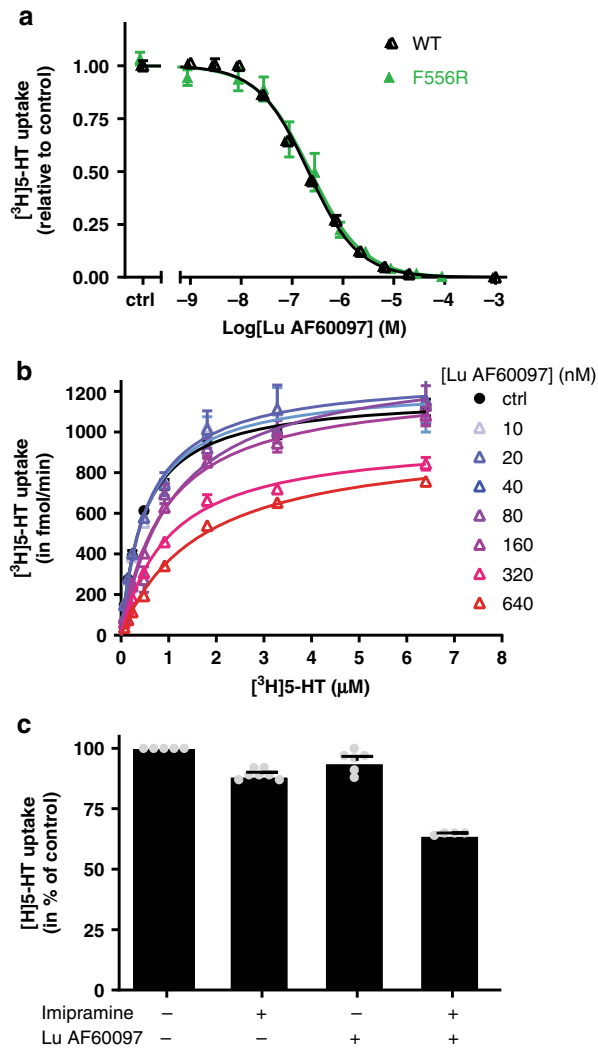 a
WT
F556R
[³H]5-HT uptake
(relative to control)
1.00
0.75
0.50
0.25
0.00
ctrl
–9
–8
–7
–6
–5
–4
–3
Log[Lu AF60097] (M)
b
[Lu AF60097] (nM)
ctrl
10
20
40
80
160
320
640
[³H]5-HT uptake
(in fmol/min)
1200
1000
800
600
400
200
0
0
1
2
3
4
5
6
7
8
[³H]5-HT (μM)
c
[H]5-HT uptake
(in % of control)
100
75
50
25
0
Imipramine – + – +
Lu AF60097 – – + +